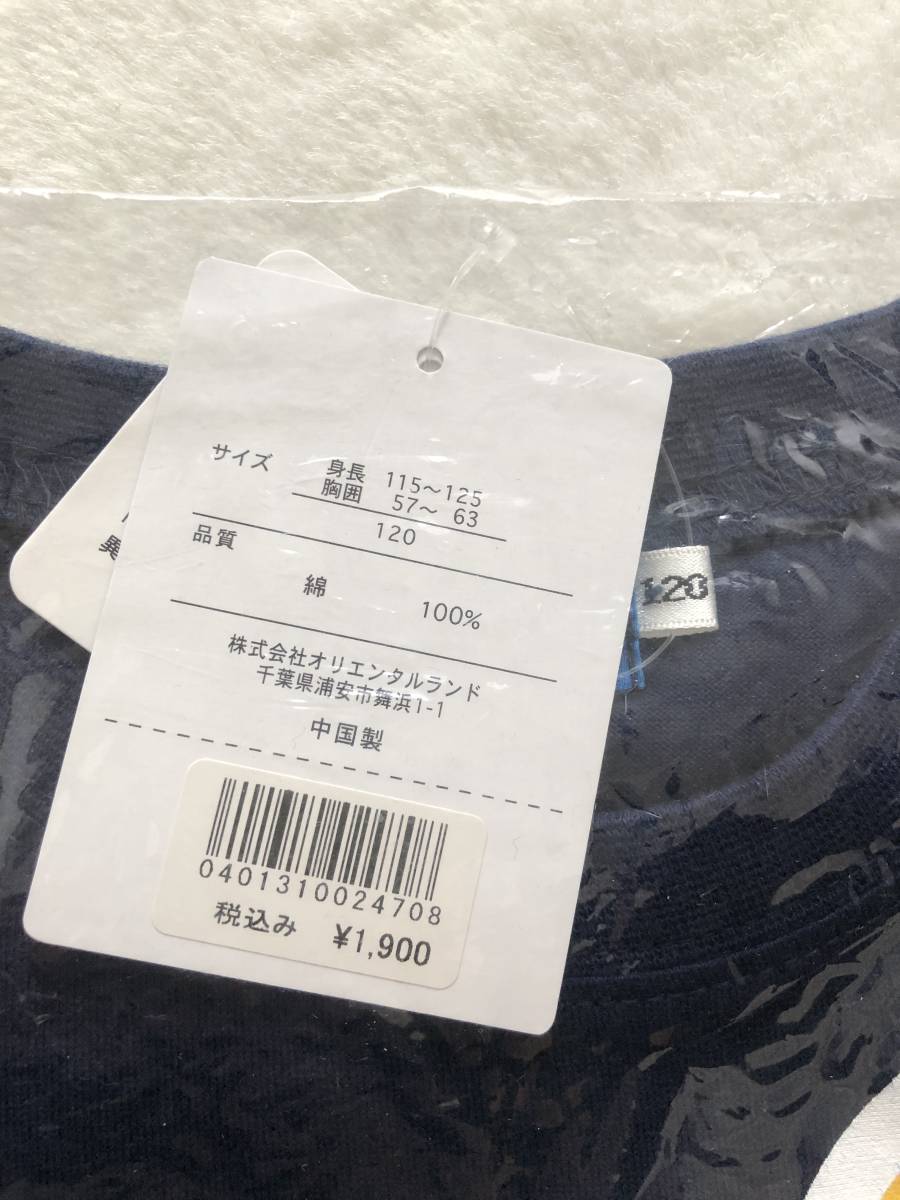 サイズ 身長 115～125
胸囲 57～ 63
120
品質
綿 100%
株式会社オリエンタルランド
千葉県浦安市舞浜1-1
中国製
0401310024708
税込み ¥1,900
120
異